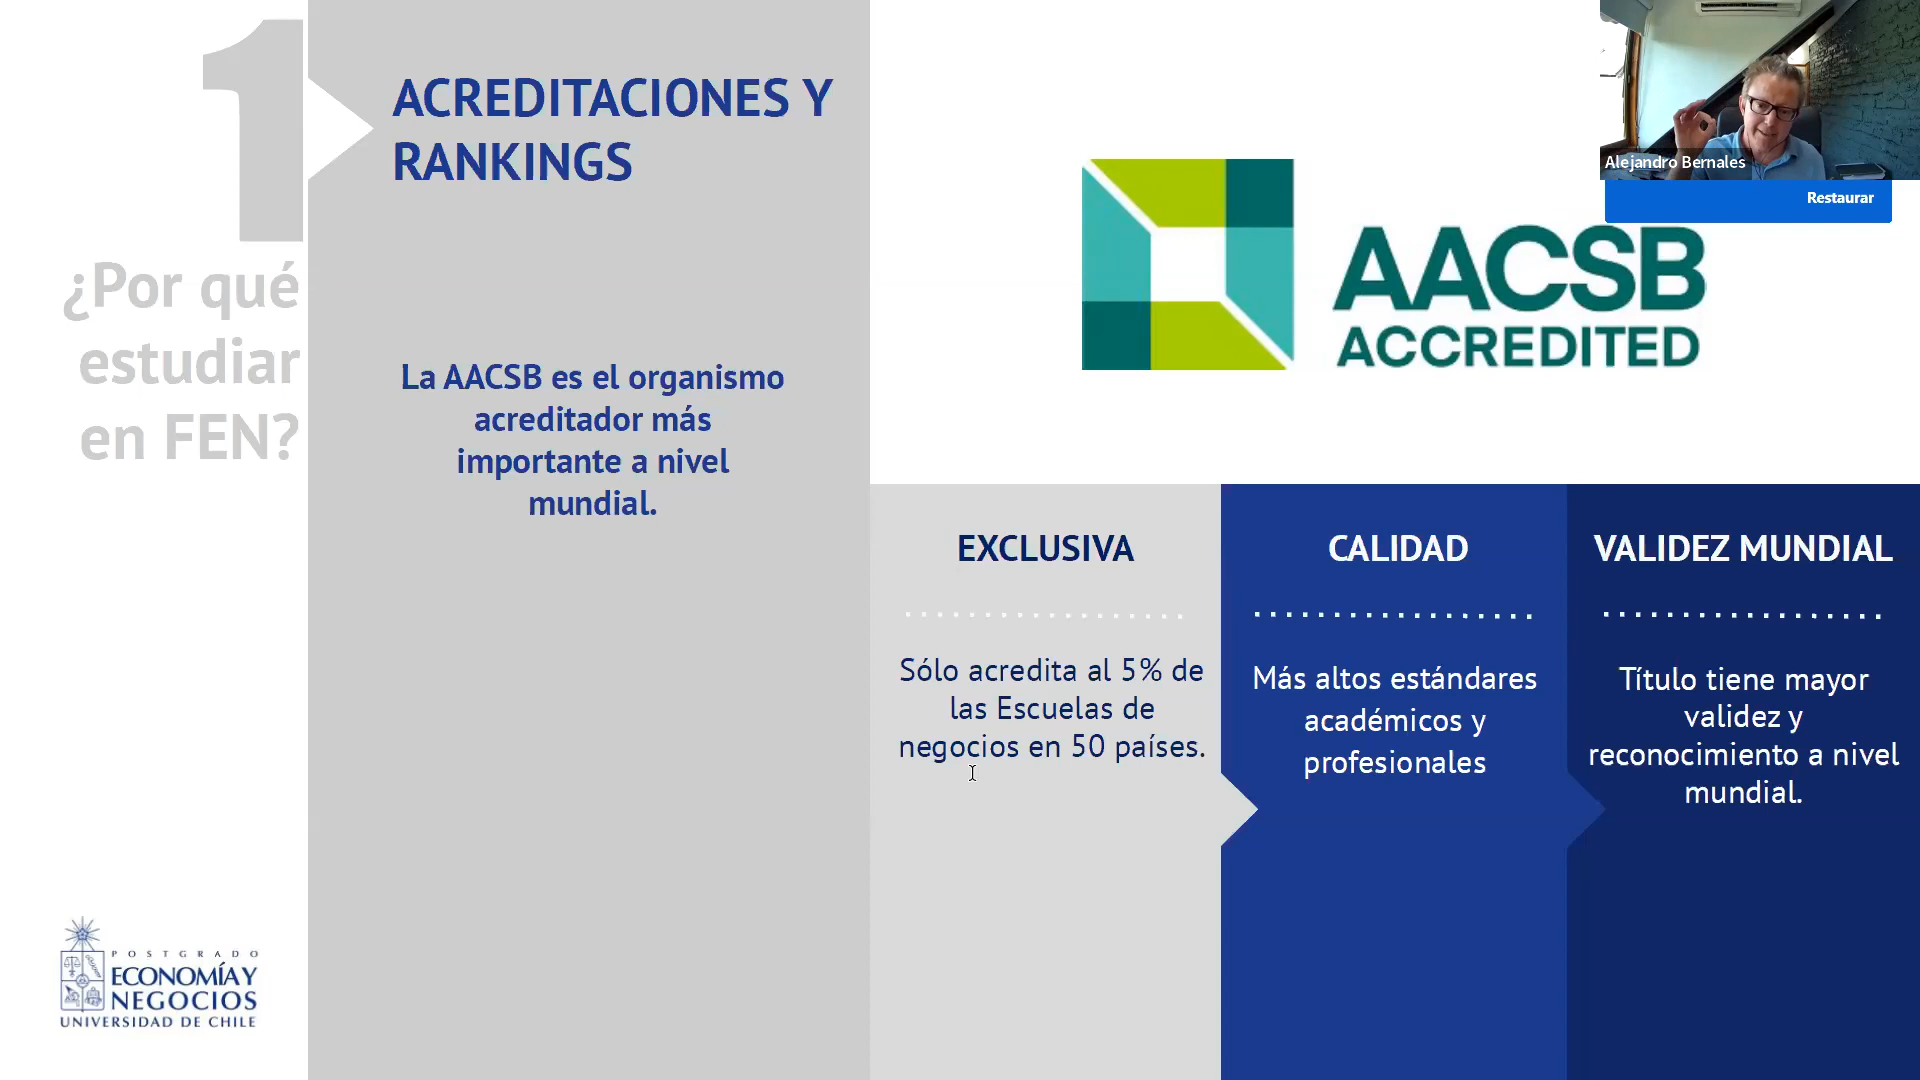 1
¿Por qué
estudiar
en FEN?
ACREDITACIONES Y
RANKINGS
La AACSB es el organismo
acreditador más
importante a nivel
mundial.
AACSB
ACCREDITED
Alejandro Bernales
Restaurar
EXCLUSIVA
Sólo acredita al 5% de
las Escuelas de
negocios en 50 países.
CALIDAD
Más altos estándares
académicos y
profesionales
VALIDEZ MUNDIAL
Título tiene mayor
validez y
reconocimiento a nivel
mundial.
POSTGRADO
ECONOMÍA Y
NEGOCIOS
UNIVERSIDAD DE CHILE